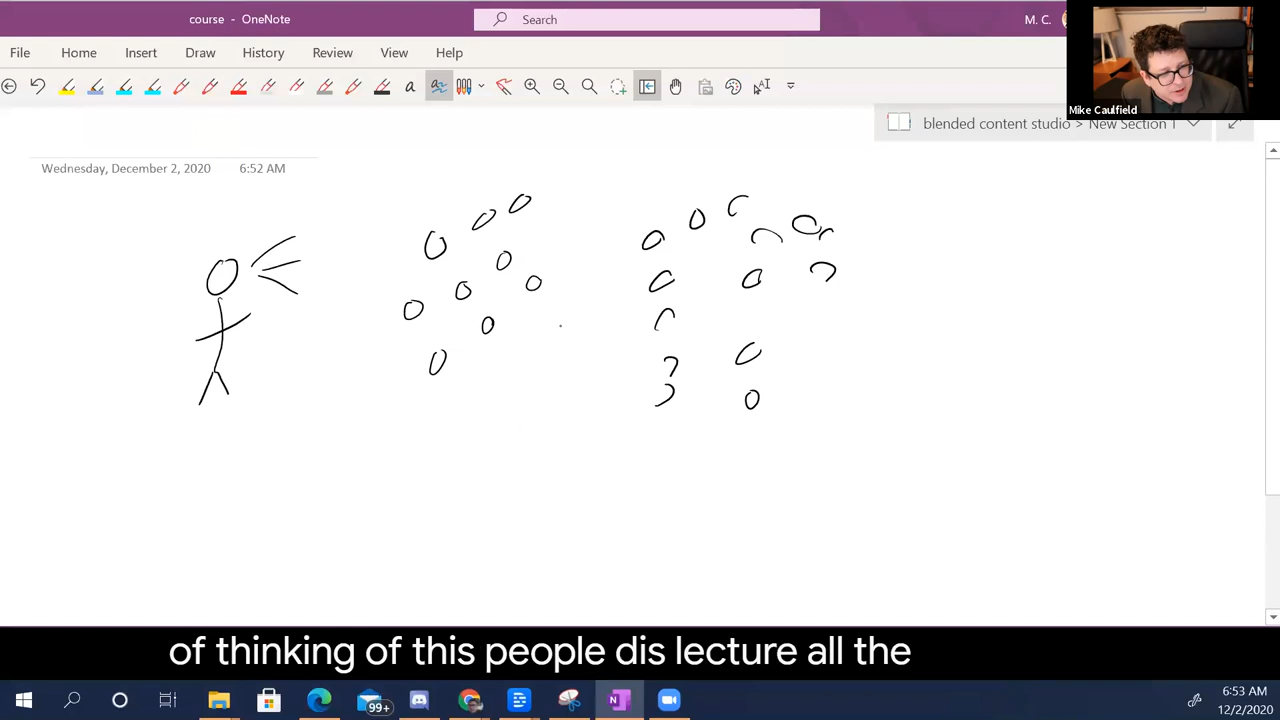 course - OneNote
Search
M. C.
File Home Insert Draw History Review View Help
Mike Caulfield
blended content studio > New Section 1
Wednesday, December 2, 2020 6:52 AM
of thinking of this people dis lecture all the
99+
6:53 AM
12/2/2020